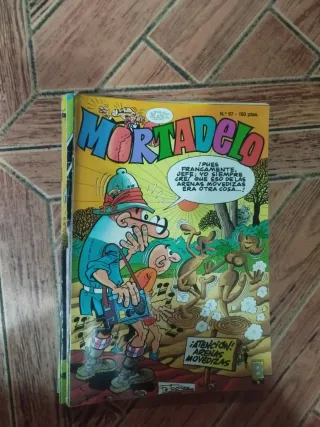 N.º 57 - 150 ptas.
MORTADELO
¡PUES
FRANCAMENTE,
JEFE; YO SIEMPRE
CREÍ QUE ESO DE LAS
ARENAS MOVEDIZAS
ERA OTRA COSA...!
¡ATENCIÓN!
ARENAS
MOVEDIZAS